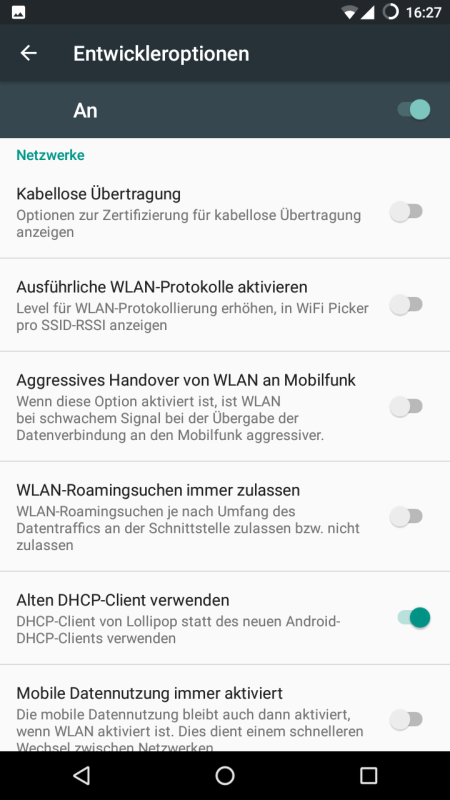 16:27
Entwickleroptionen
An
Netzwerke
Kabellose Übertragung
Optionen zur Zertifizierung für kabellose Übertragung
anzeigen
Ausführliche WLAN-Protokolle aktivieren
Level für WLAN-Protokollierung erhöhen, in WiFi Picker
pro SSID-RSSI anzeigen
Aggressives Handover von WLAN an Mobilfunk
Wenn diese Option aktiviert ist, ist WLAN
bei schwachem Signal bei der Übergabe der
Datenverbindung an den Mobilfunk aggressiver.
WLAN-Roamingsuchen immer zulassen
WLAN-Roamingsuchen je nach Umfang des
Datentraffics an der Schnittstelle zulassen bzw. nicht
zulassen
Alten DHCP-Client verwenden
DHCP-Client von Lollipop statt des neuen Android-
DHCP-Clients verwenden
Mobile Datennutzung immer aktiviert
Die mobile Datennutzung bleibt auch dann aktiviert,
wenn WLAN aktiviert ist. Dies dient einem schnelleren
Wechsel zwischen Netzwerken.